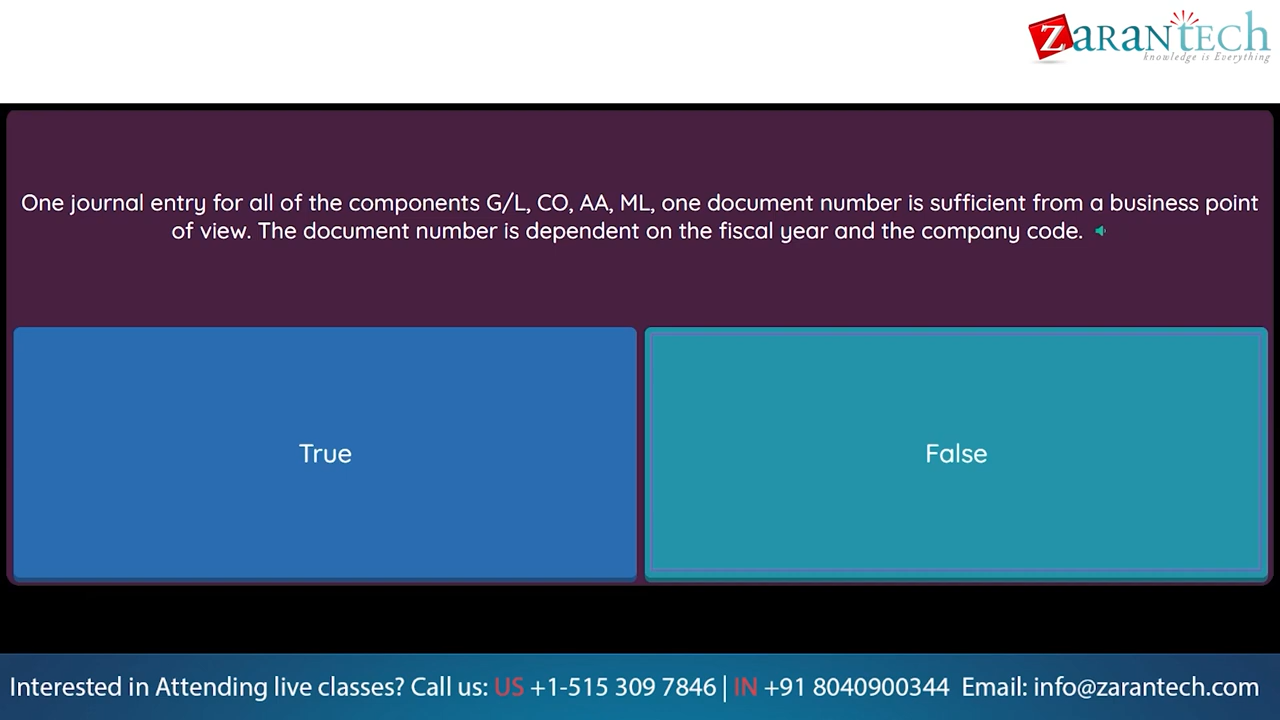 ZARANTECH
knowledge is Everything
One journal entry for all of the components G/L, CO, AA, ML, one document number is sufficient from a business point
of view. The document number is dependent on the fiscal year and the company code.
True
False
Interested in Attending live classes? Call us: US +1-515 309 7846 | IN +91 8040900344 Email: info@zarantech.com